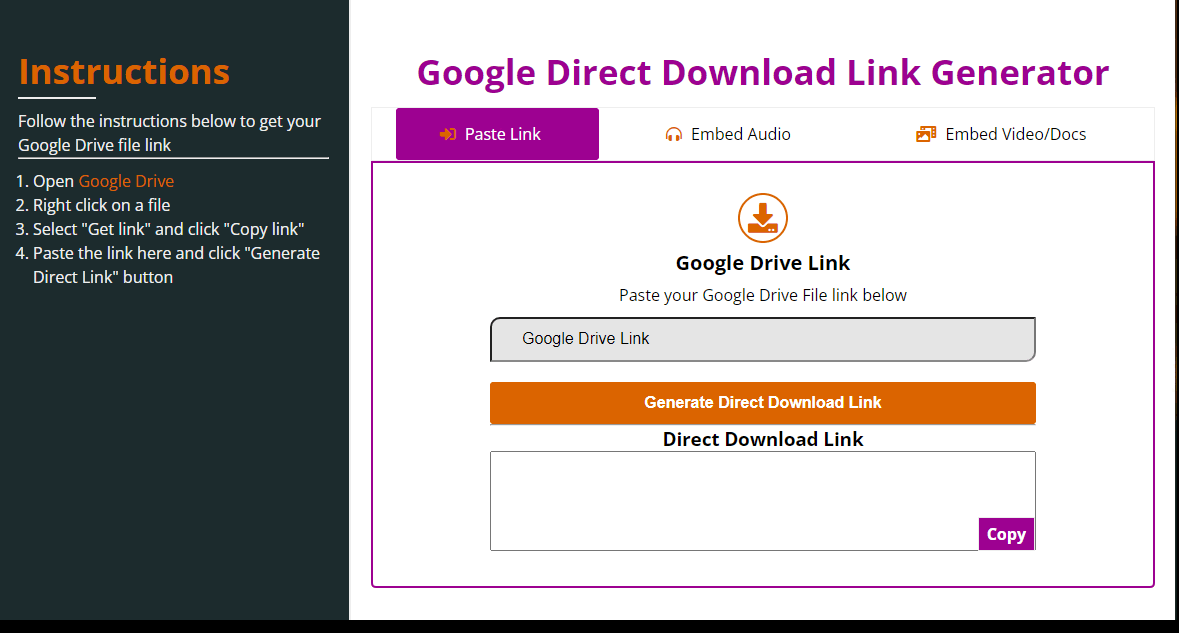 Instructions
Follow the instructions below to get your
Google Drive file link
1. Open Google Drive
2. Right click on a file
3. Select "Get link" and click "Copy link"
4. Paste the link here and click "Generate
Direct Link" button
Google Direct Download Link Generator
Paste Link
Embed Audio
Embed Video/Docs
Google Drive Link
Paste your Google Drive File link below
Google Drive Link
Generate Direct Download Link
Direct Download Link
Copy